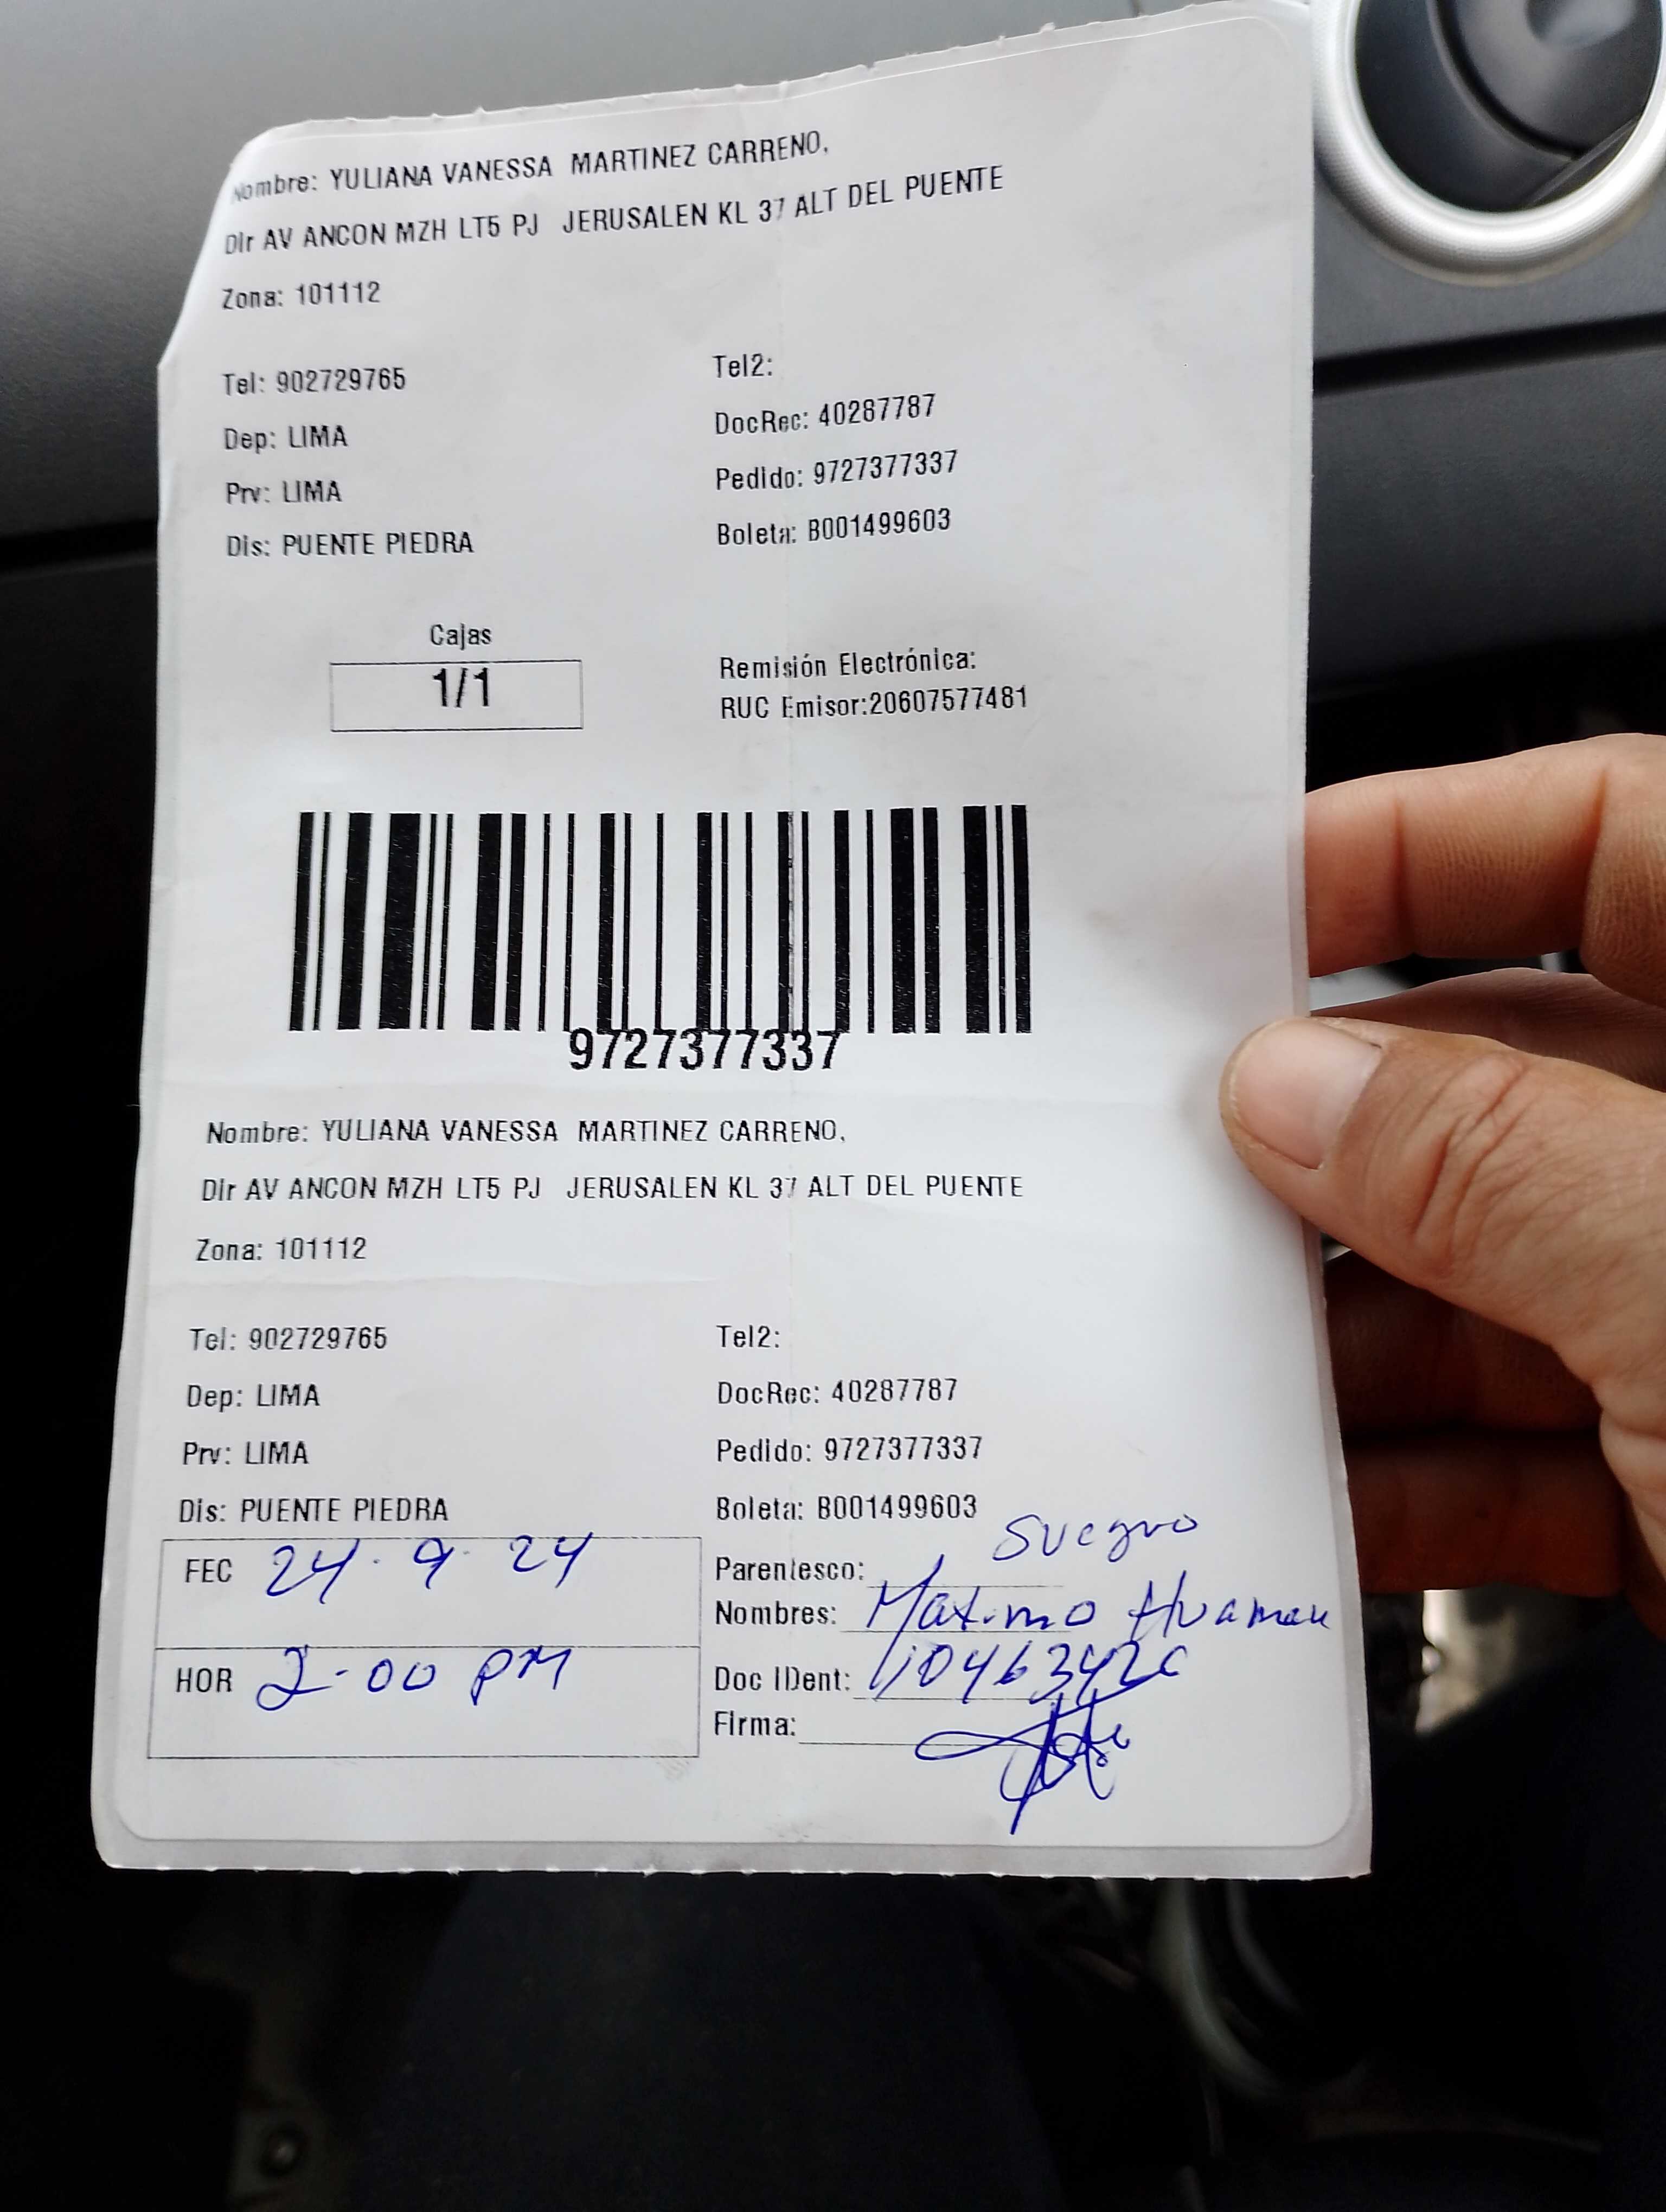 Nombre: YULIANA VANESSA MARTINEZ CARRENO,
Dir AV ANCON MZH LT5 PJ JERUSALEN KL 37 ALT DEL PUENTE
Zona: 101112
Tel: 902729765 Tel2:
Dep: LIMA DocRec: 40287787
Prv: LIMA Pedido: 9727377337
Dis: PUENTE PIEDRA Boleta: B001499603
Cajas
1/1
Remisión Electrónica:
RUC Emisor:20607577481
9727377337
Nombre: YULIANA VANESSA MARTINEZ CARRENO,
Dir AV ANCON MZH LT5 PJ JERUSALEN KL 37 ALT DEL PUENTE
Zona: 101112
Tel: 902729765 Tel2:
Dep: LIMA DocRec: 40287787
Prv: LIMA Pedido: 9727377337
Dis: PUENTE PIEDRA Boleta: B001499603
FEC 24.9.24
HOR 2-00 PM
Parentesco: Suegro
Nombres: Maximo Huaman
Doc IDent:
Firma: